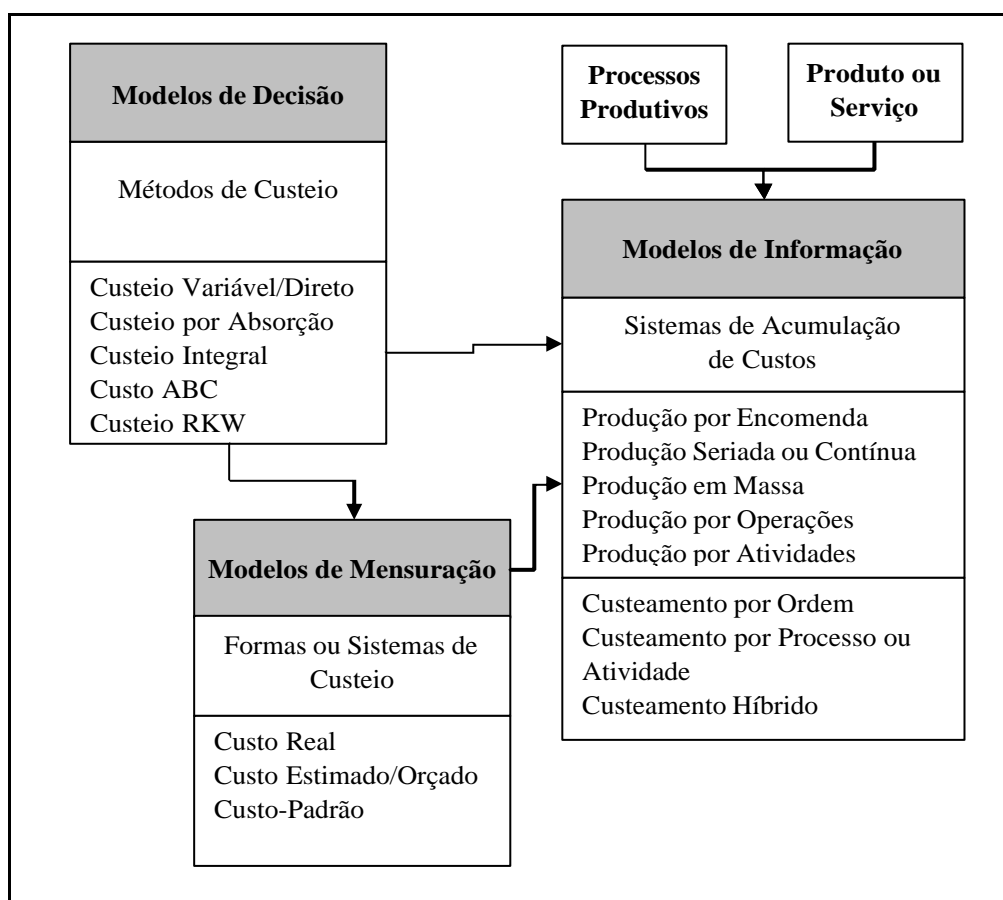 Modelos de Decisão
Métodos de Custeio
Custeio Variável/Direto
Custeio por Absorção
Custeio Integral
Custo ABC
Custeio RKW
Processos
Produtivos
Produto ou
Serviço
Modelos de Informação
Sistemas de Acumulação
de Custos
Produção por Encomenda
Produção Seriada ou Contínua
Produção em Massa
Produção por Operações
Produção por Atividades
Custeamento por Ordem
Custeamento por Processo ou
Atividade
Custeamento Híbrido
Modelos de Mensuração
Formas ou Sistemas de
Custeio
Custo Real
Custo Estimado/Orçado
Custo-Padrão